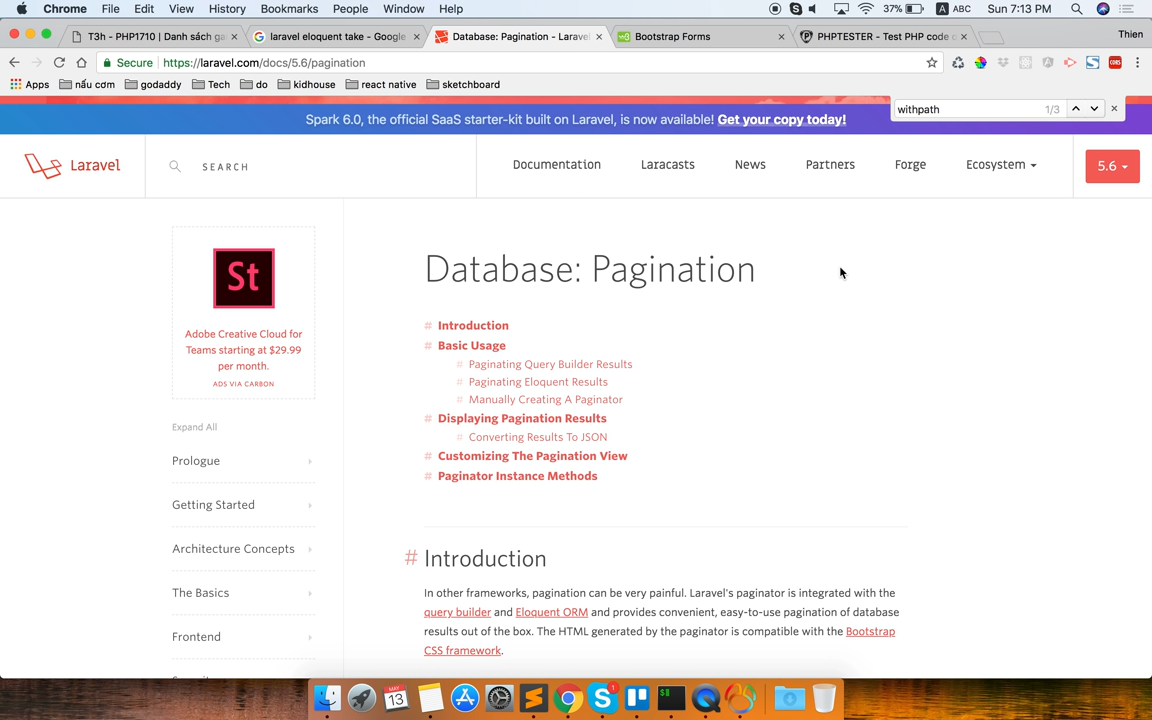 Chrome File Edit View History Bookmarks People Window Help 37% A ABC Sun 7:13 PM
T3h - PHP1710 | Danh sách ga laravel eloquent take - Google Database: Pagination - Larave Bootstrap Forms PHPTESTER - Test PHP code o Thien
Secure https://laravel.com/docs/5.6/pagination
Apps nấu cơm godaddy Tech do kidhouse react native sketchboard
withpath 1/3
Spark 6.0, the official SaaS starter-kit built on Laravel, is now available! Get your copy today!
Laravel SEARCH Documentation Laracasts News Partners Forge Ecosystem 5.6
St
Adobe Creative Cloud for
Teams starting at $29.99
per month.
ADS VIA CARBON
Expand All
Prologue
Getting Started
Architecture Concepts
The Basics
Frontend
Database: Pagination
# Introduction
# Basic Usage
# Paginating Query Builder Results
# Paginating Eloquent Results
# Manually Creating A Paginator
# Displaying Pagination Results
# Converting Results To JSON
# Customizing The Pagination View
# Paginator Instance Methods
# Introduction
In other frameworks, pagination can be very painful. Laravel's paginator is integrated with the
query builder and Eloquent ORM and provides convenient, easy-to-use pagination of database
results out of the box. The HTML generated by the paginator is compatible with the Bootstrap
CSS framework.
MAY
13
1